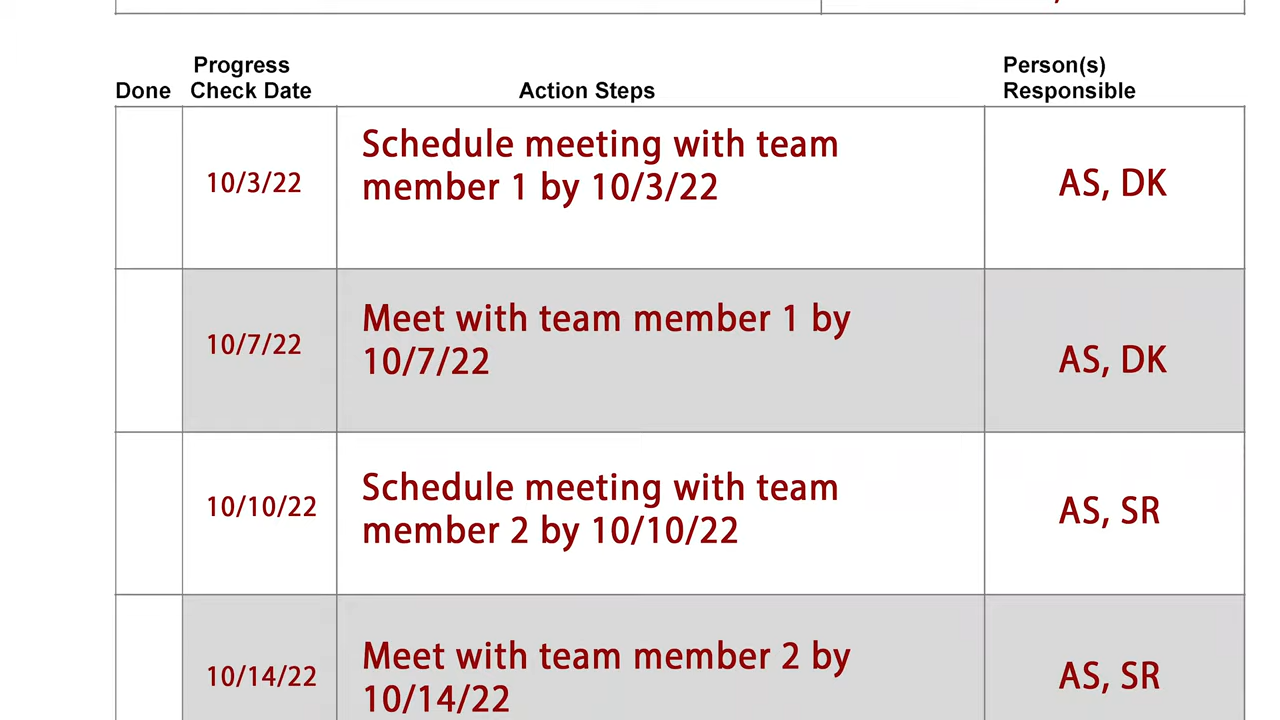 Progress
Done Check Date Action Steps Person(s)
Responsible
10/3/22 Schedule meeting with team
member 1 by 10/3/22 AS, DK
10/7/22 Meet with team member 1 by
10/7/22 AS, DK
10/10/22 Schedule meeting with team
member 2 by 10/10/22 AS, SR
10/14/22 Meet with team member 2 by
10/14/22 AS, SR